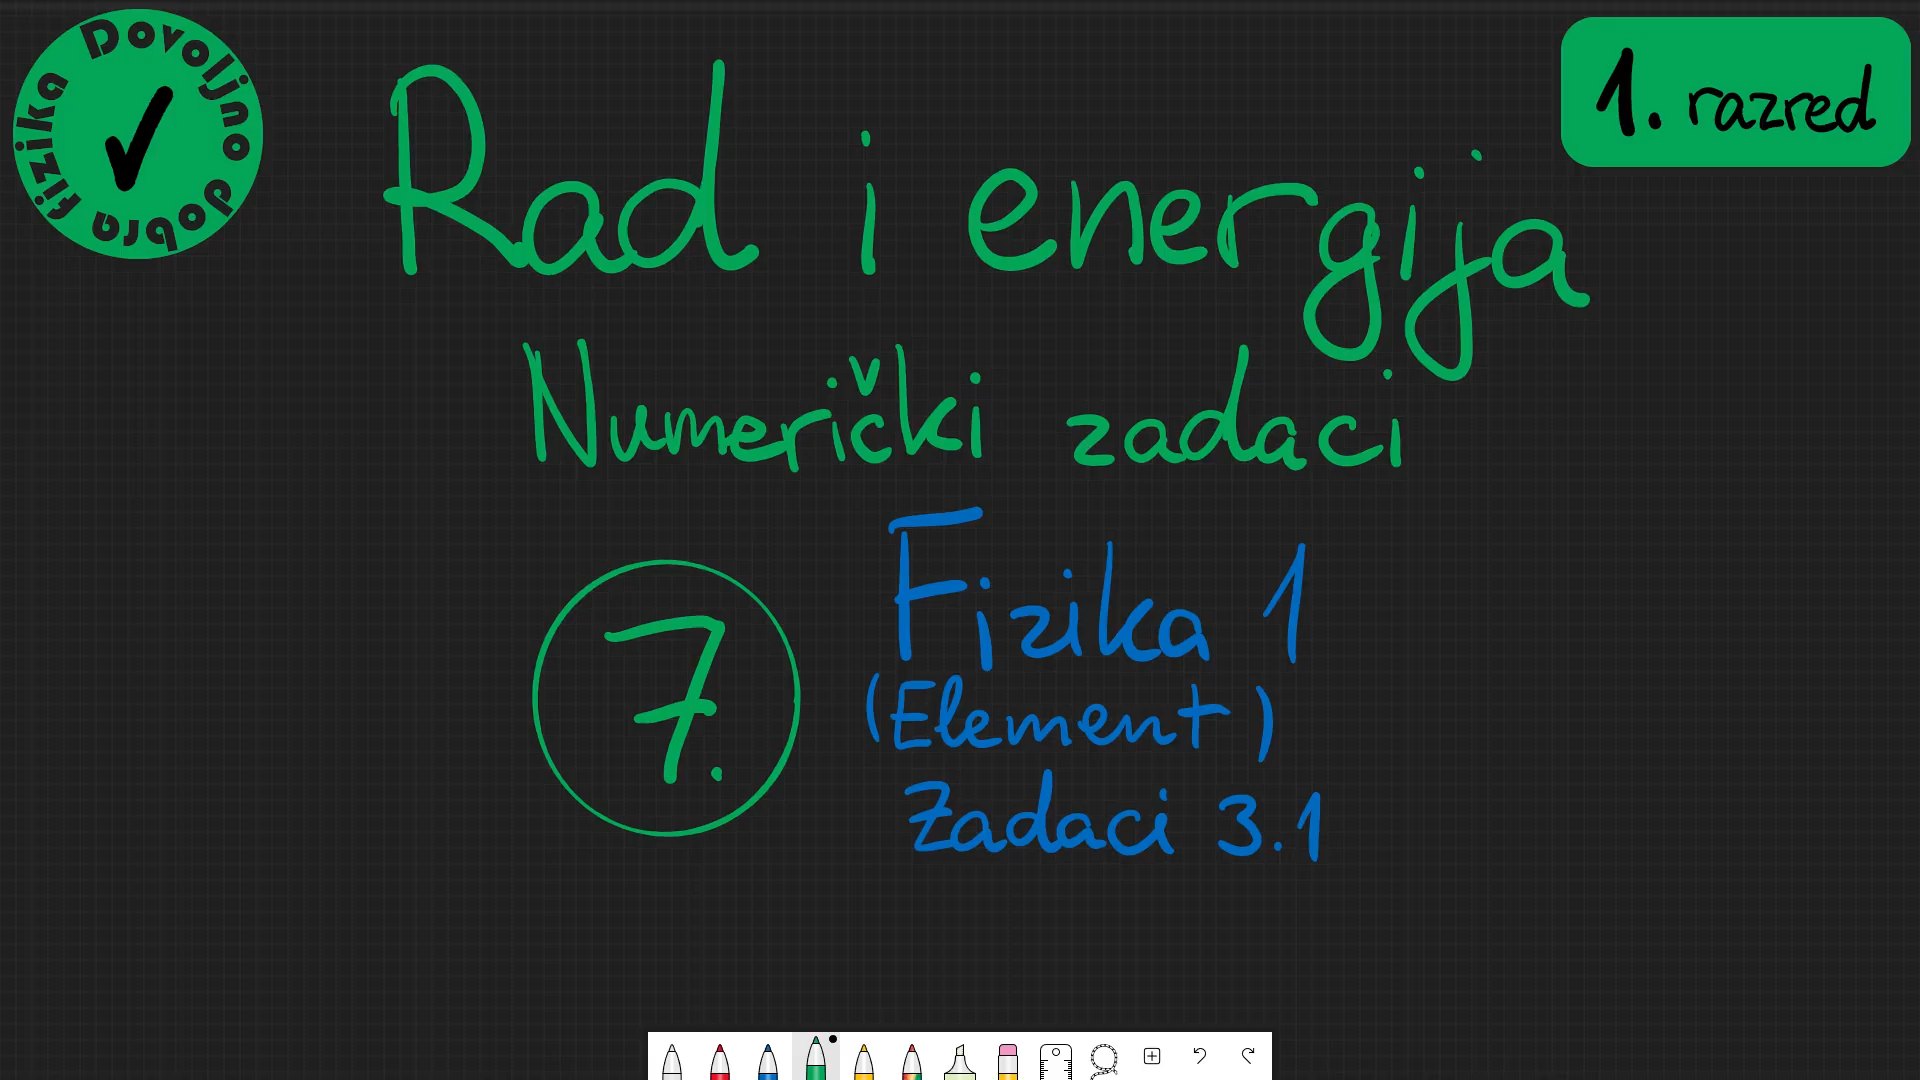 Dovoljno dobra fizika
1. razred
Rad i energija
Numerički zadaci
7.
Fizika 1
(Element)
Zadaci 3.1